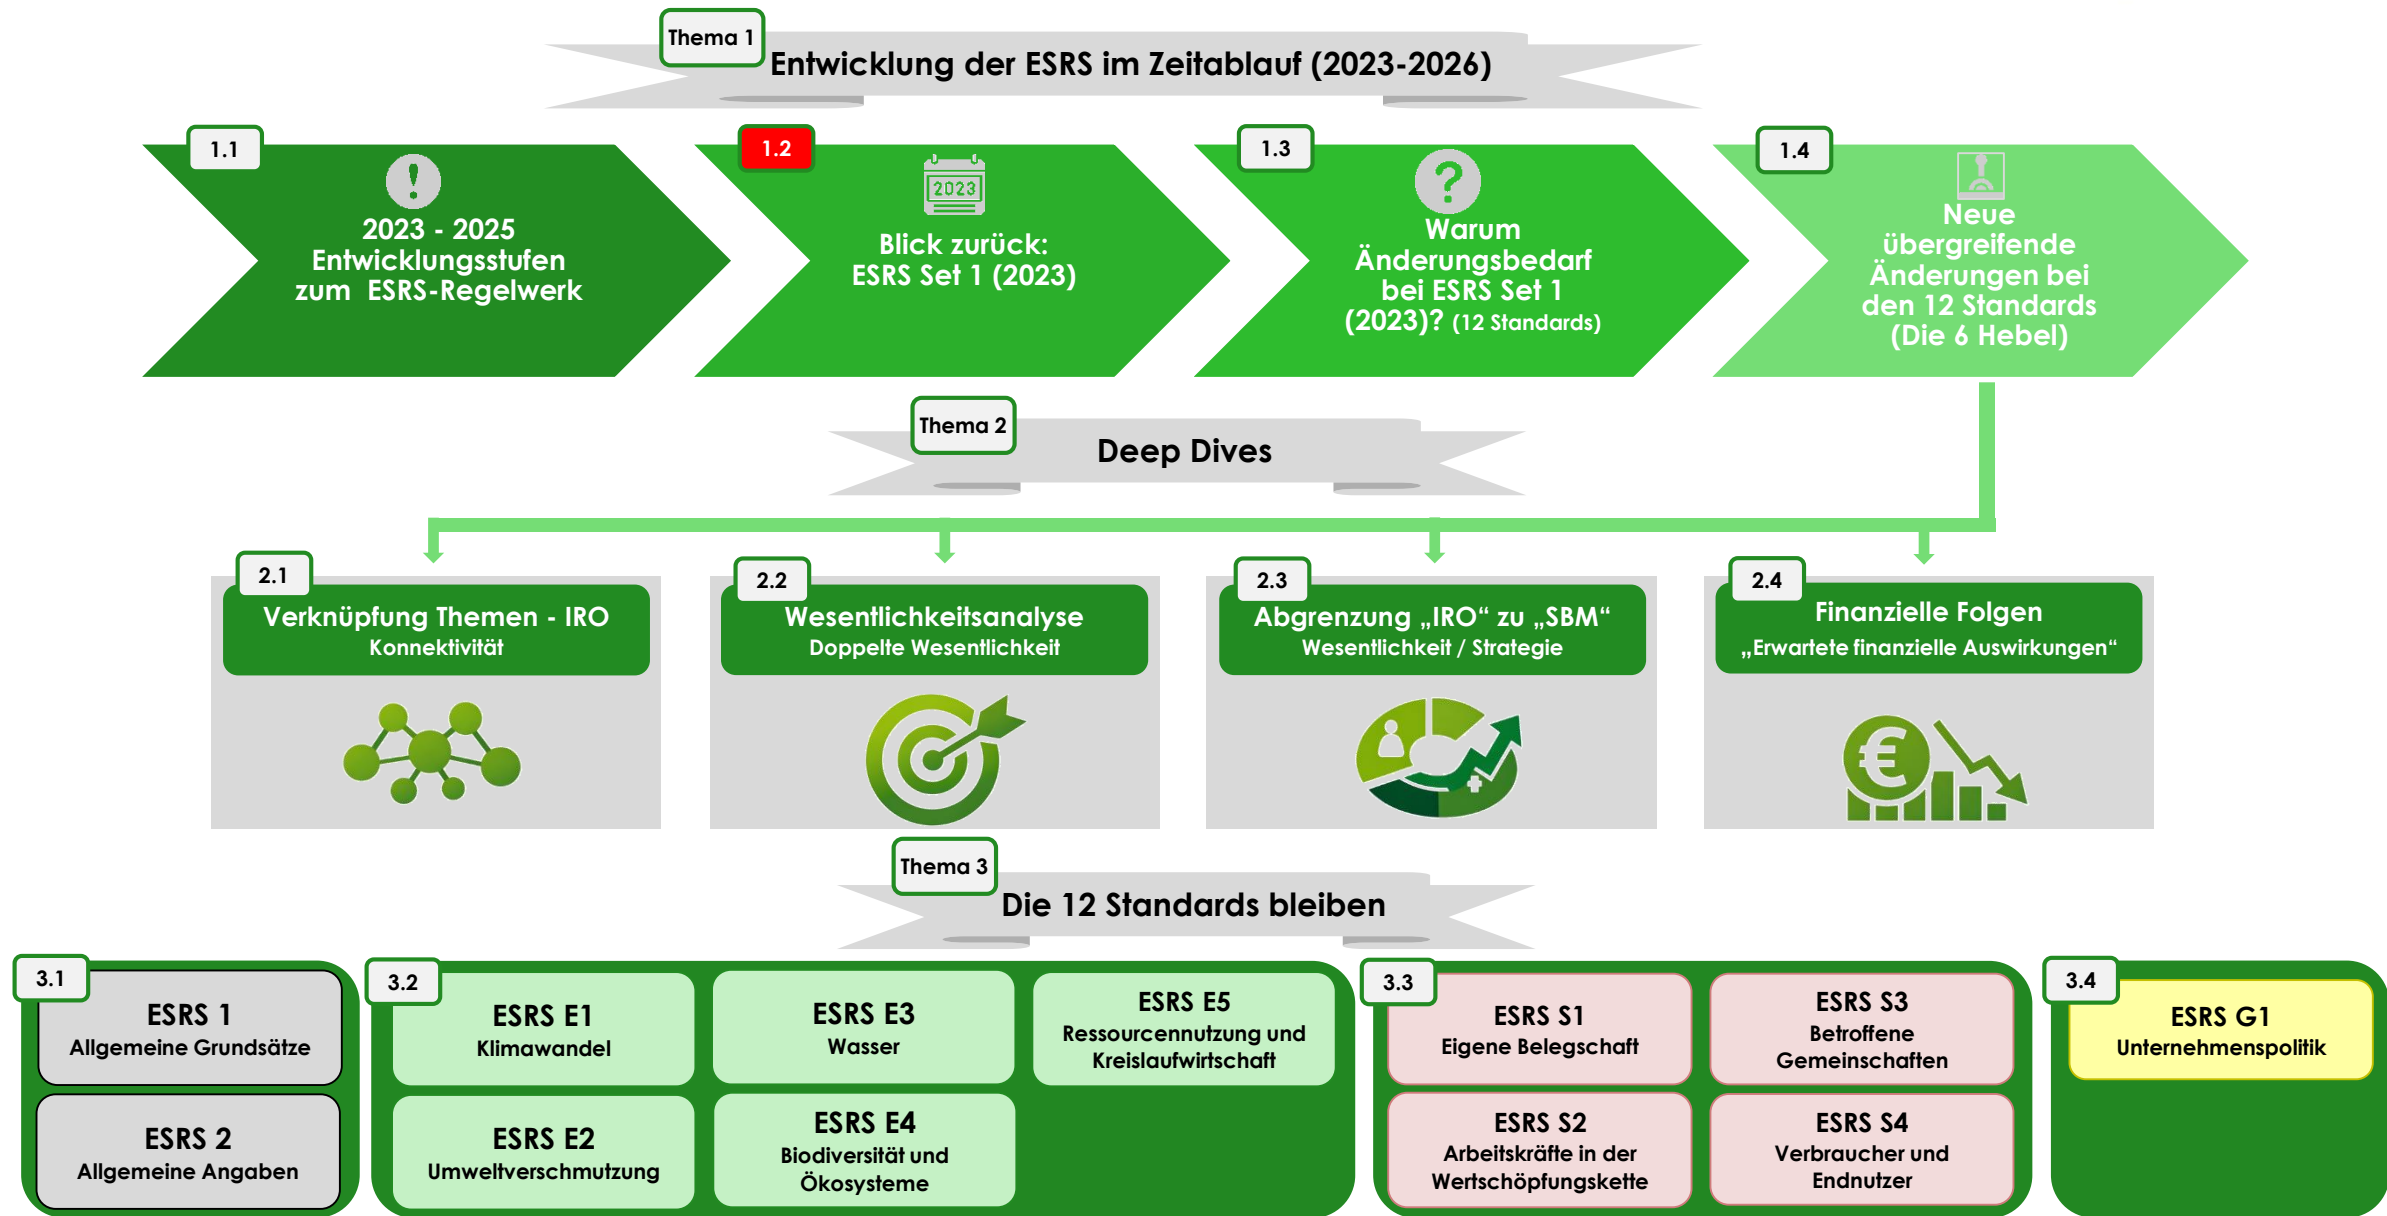 Thema 1
Entwicklung der ESRS im Zeitablauf (2023-2026)
1.1
2023 - 2025
Entwicklungsstufen
zum ESRS-Regelwerk
1.2
2023
Blick zurück:
ESRS Set 1 (2023)
1.3
?
Warum
Änderungsbedarf
bei ESRS Set 1
(2023)? (12 Standards)
1.4
Neue
übergreifende
Änderungen bei
den 12 Standards
(Die 6 Hebel)
Thema 2
Deep Dives
2.1
Verknüpfung Themen - IRO
Konnektivität
2.2
Wesentlichkeitsanalyse
Doppelte Wesentlichkeit
2.3
Abgrenzung „IRO“ zu „SBM“
Wesentlichkeit / Strategie
2.4
Finanzielle Folgen
„Erwartete finanzielle Auswirkungen“
€
Thema 3
Die 12 Standards bleiben
3.1
ESRS 1
Allgemeine Grundsätze
ESRS 2
Allgemeine Angaben
3.2
ESRS E1
Klimawandel
ESRS E2
Umweltverschmutzung
ESRS E3
Wasser
ESRS E4
Biodiversität und
Ökosysteme
ESRS E5
Ressourcennutzung und
Kreislaufwirtschaft
3.3
ESRS S1
Eigene Belegschaft
ESRS S2
Arbeitskräfte in der
Wertschöpfungskette
ESRS S3
Betroffene
Gemeinschaften
ESRS S4
Verbraucher und
Endnutzer
3.4
ESRS G1
Unternehmenspolitik